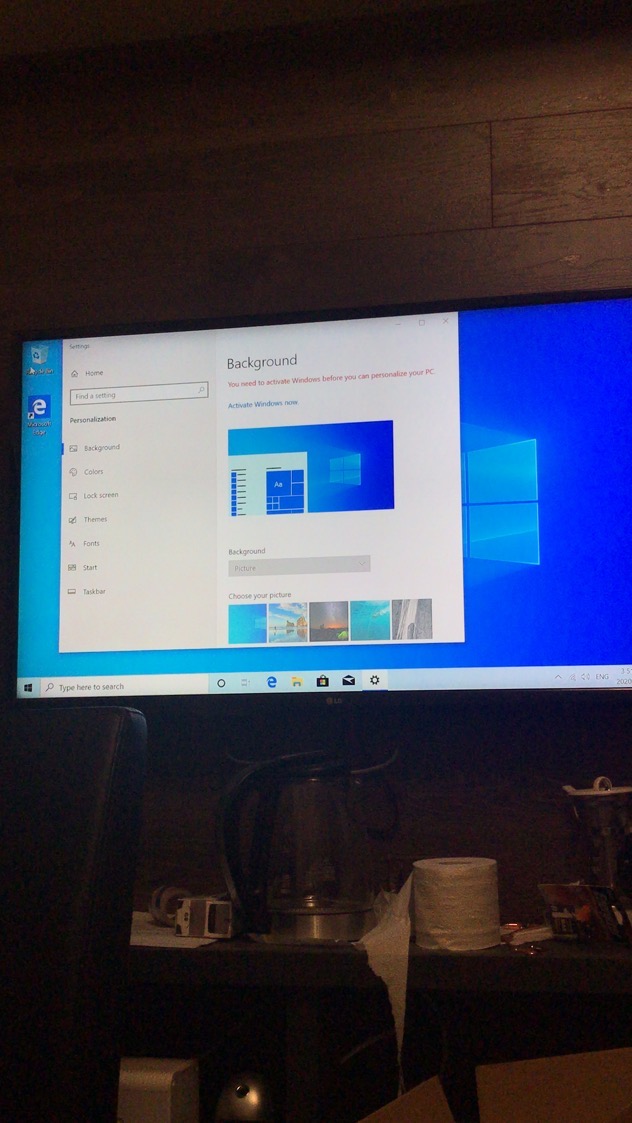 Settings
Home
Find a setting
Personalization
Background
Colors
Lock screen
Themes
Fonts
Start
Taskbar
Background
You need to activate Windows before you can personalize your PC.
Activate Windows now
Aa
Background
Picture
Choose your picture
Microsoft
Edge
Type here to search
ENG
LG